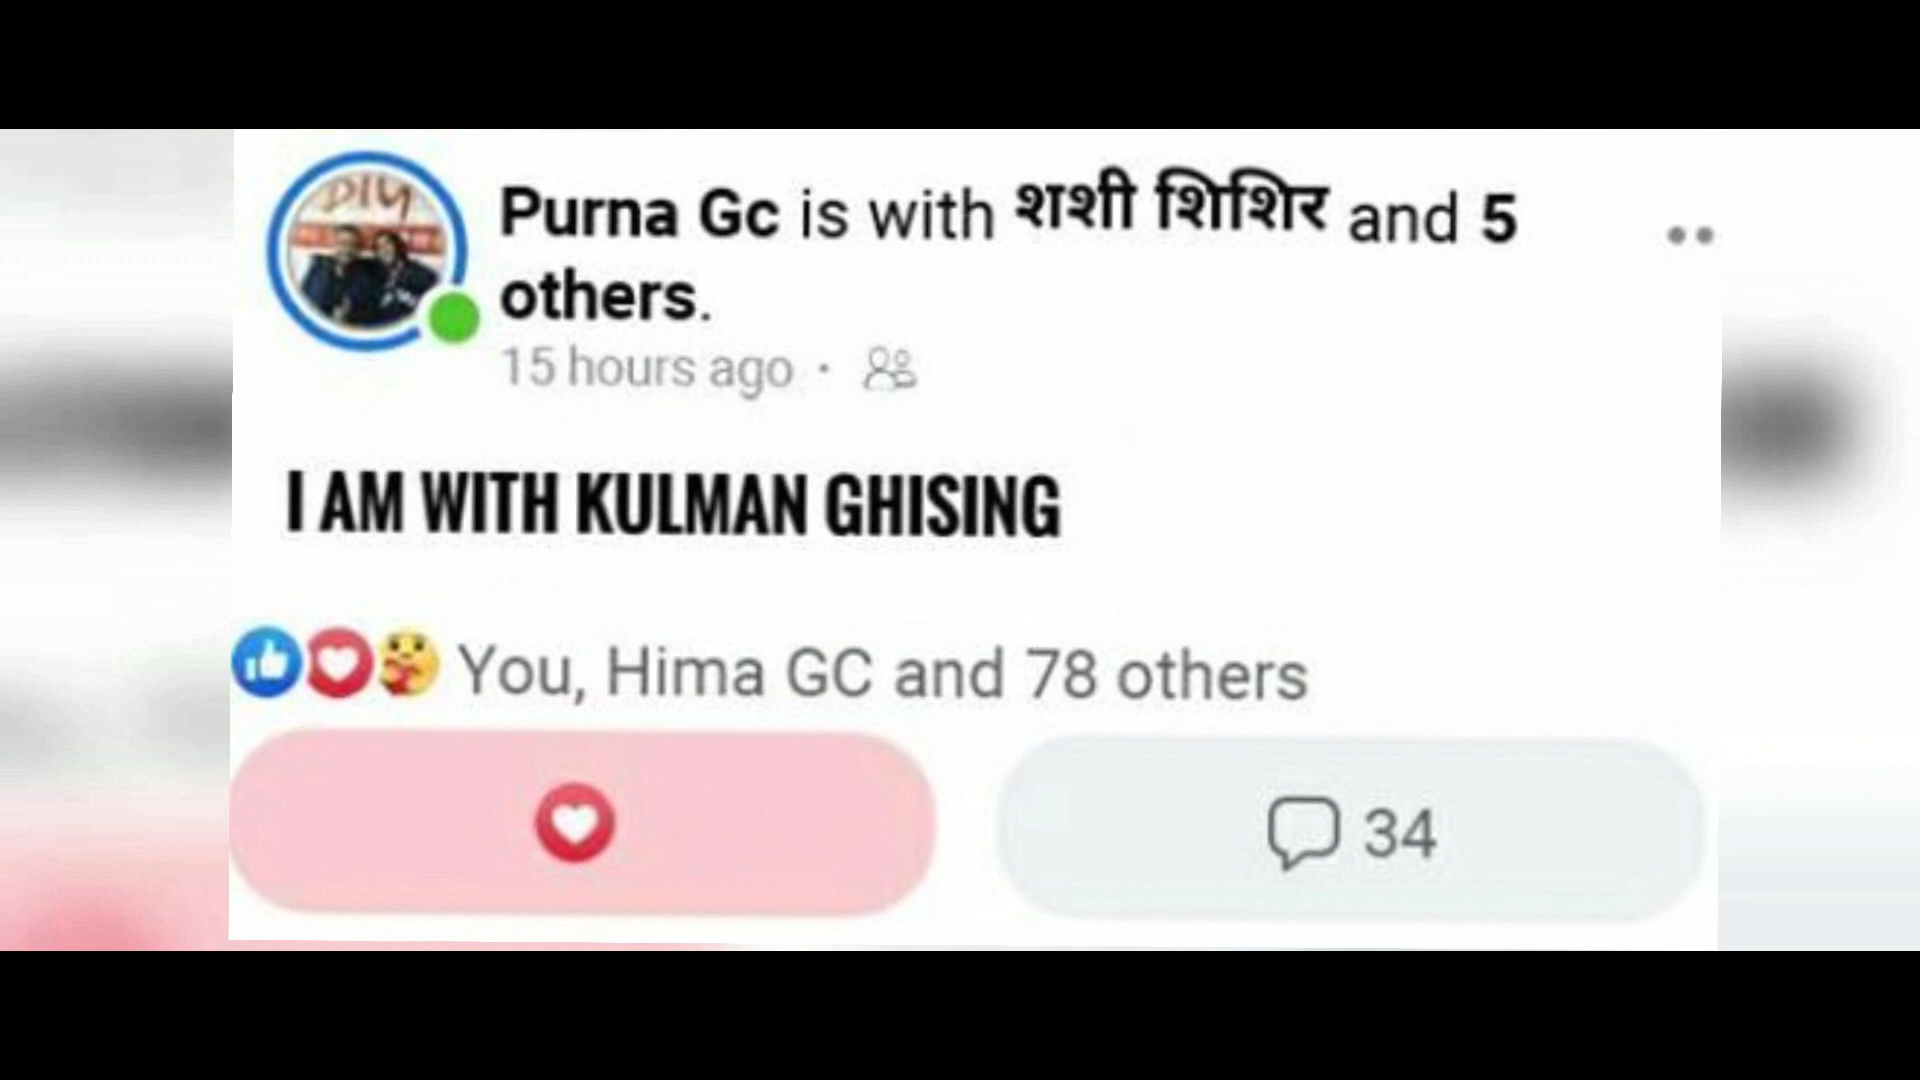 DIY
Purna Gc is with शशी शिशिर and 5
others.
15 hours ago ·
I AM WITH KULMAN GHISING
You, Hima GC and 78 others
34